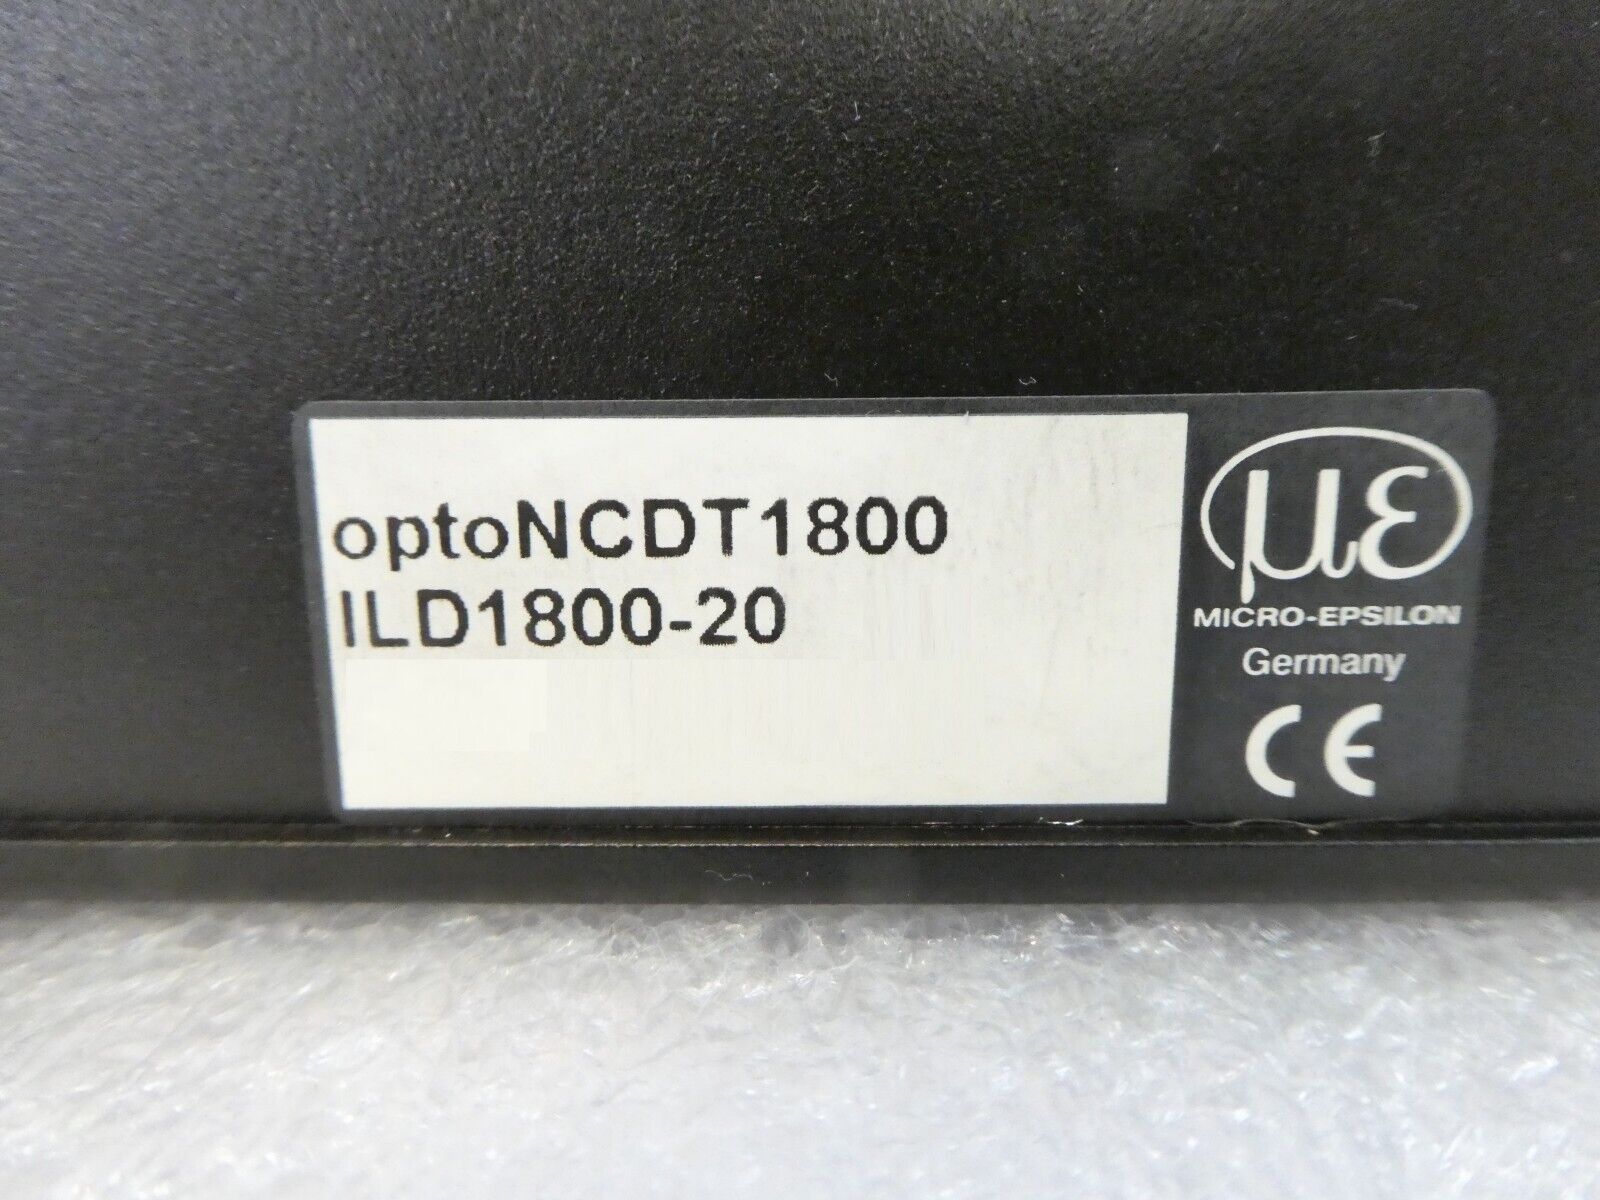 optoNCDT1800
ILD1800-20
με
MICRO-EPSILON
Germany
CE